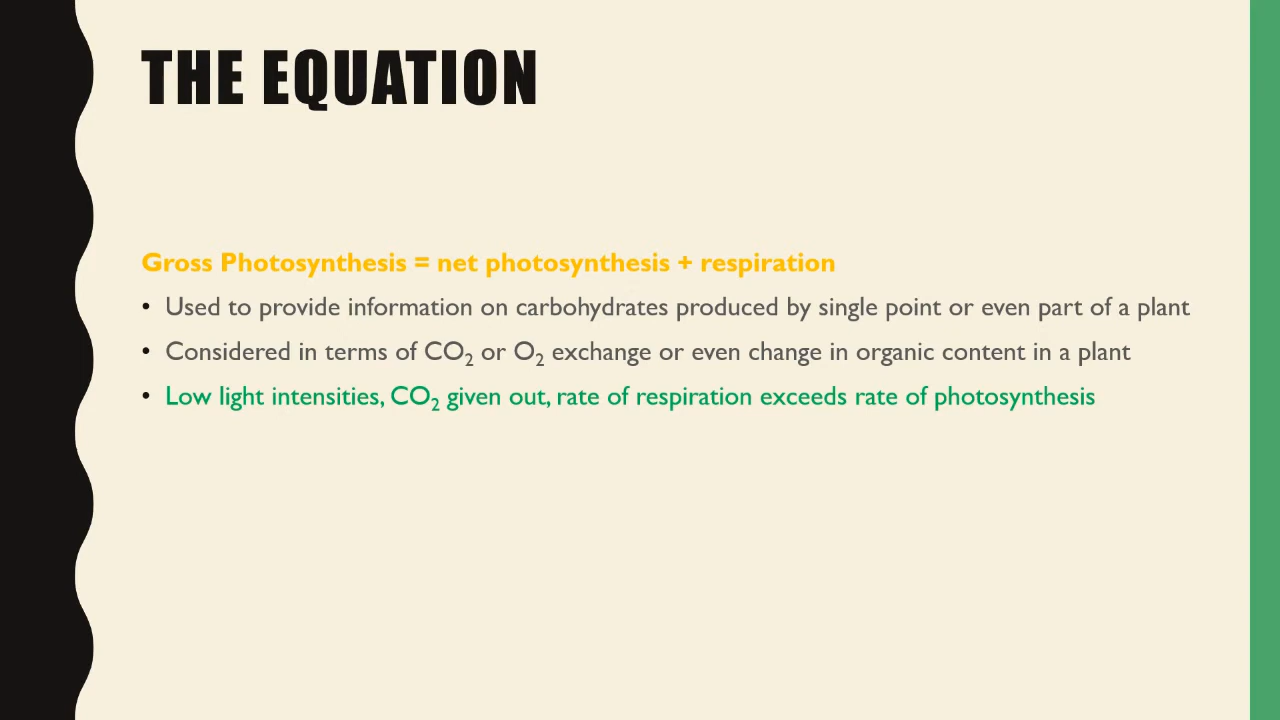 THE EQUATION
Gross Photosynthesis = net photosynthesis + respiration
• Used to provide information on carbohydrates produced by single point or even part of a plant
• Considered in terms of CO₂ or O₂ exchange or even change in organic content in a plant
• Low light intensities, CO₂ given out, rate of respiration exceeds rate of photosynthesis